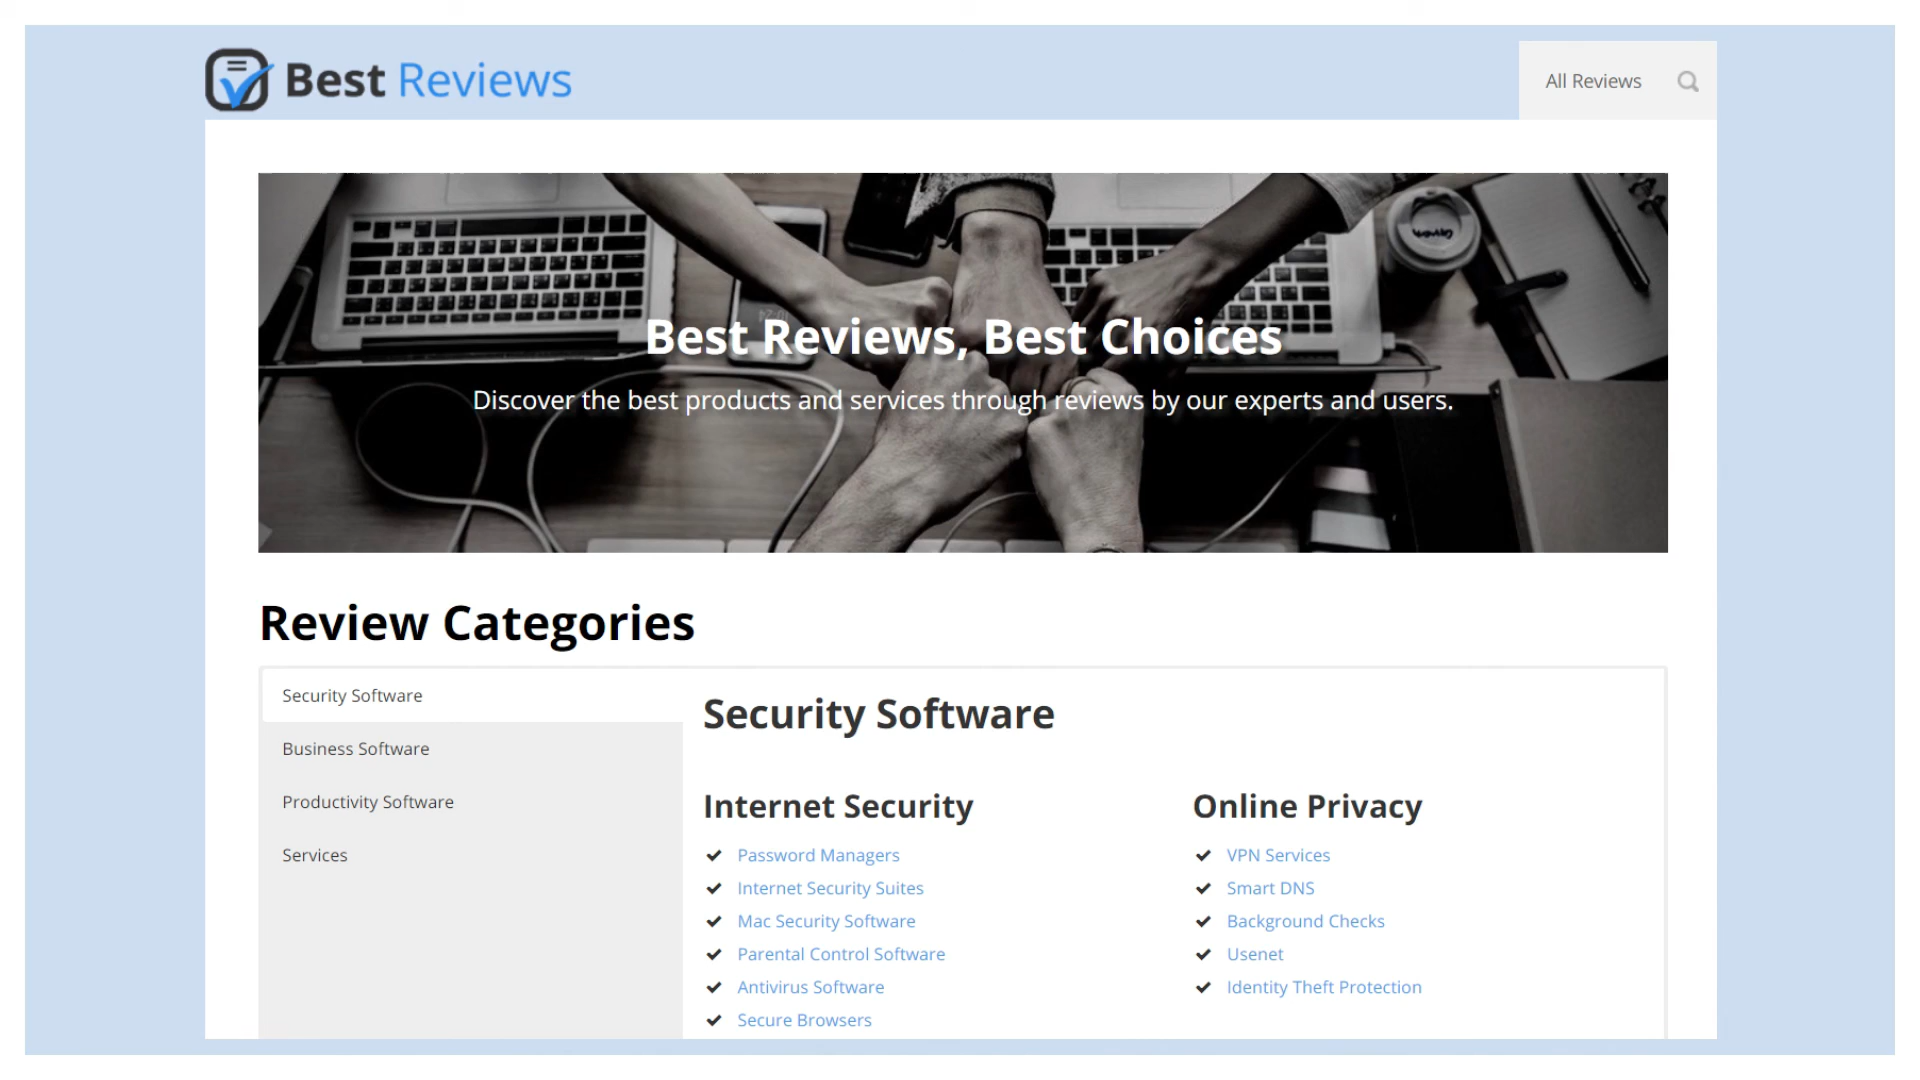 Best Reviews
All Reviews
Best Reviews, Best Choices
Discover the best products and services through reviews by our experts and users.
Review Categories
Security Software
Business Software
Productivity Software
Services
Security Software
Internet Security
Password Managers
Internet Security Suites
Mac Security Software
Parental Control Software
Antivirus Software
Secure Browsers
Online Privacy
VPN Services
Smart DNS
Background Checks
Usenet
Identity Theft Protection